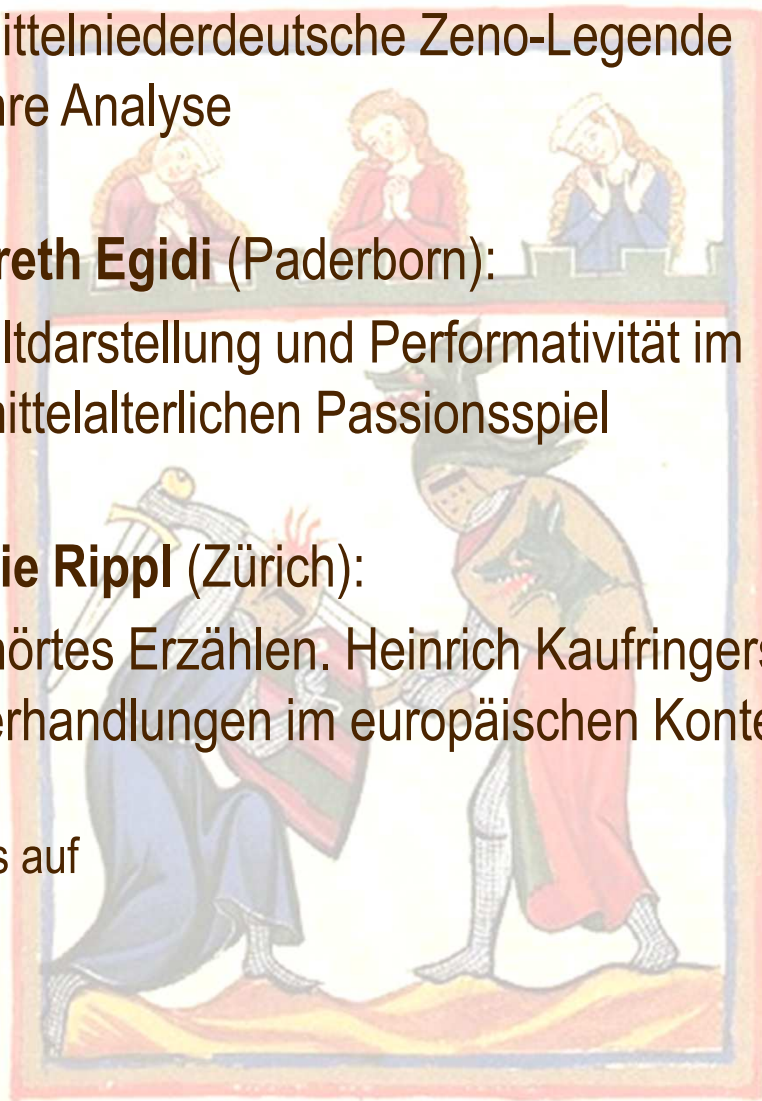 ittelniederdeutsche Zeno-Legende
re Analyse
reth Egidi (Paderborn):
ltdarstellung und Performativität im
ittelalterlichen Passionsspiel
ie Rippl (Zürich):
örtes Erzählen. Heinrich Kaufringers
erhandlungen im europäischen Konte
s auf